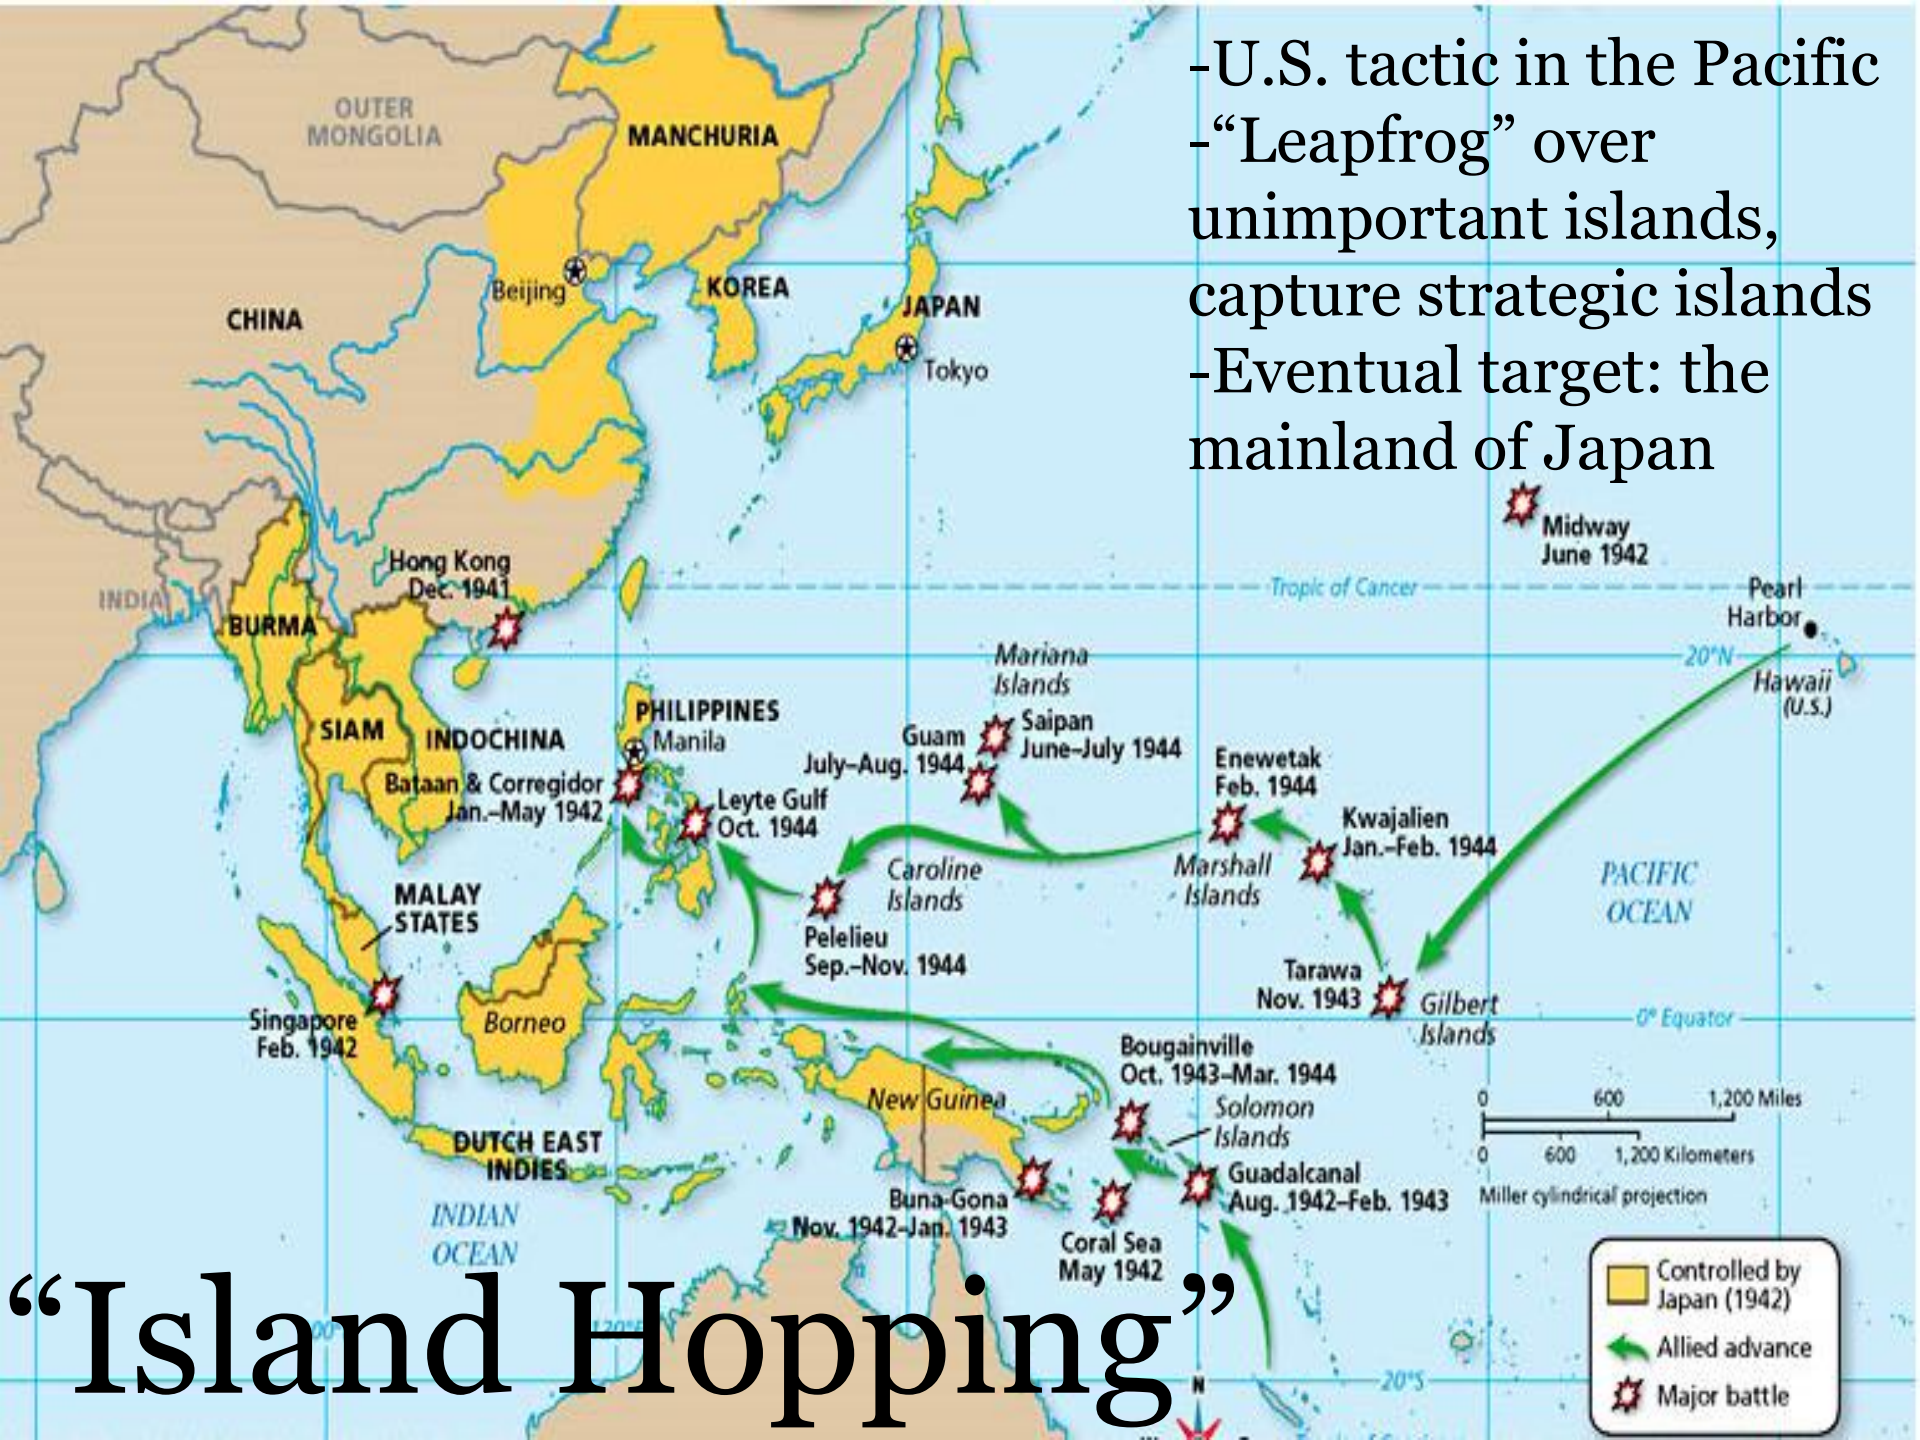 -U.S. tactic in the Pacific
-“Leapfrog” over
unimportant islands,
capture strategic islands
-Eventual target: the
mainland of Japan
OUTER
MONGOLIA
MANCHURIA
Beijing
KOREA
JAPAN
CHINA
Tokyo
Midway
June 1942
Hong Kong
Dec. 1941
Tropic of Cancer
Pearl
Harbor
INDIA
BURMA
20°N
Hawaii
(U.S.)
Mariana
Islands
PHILIPPINES
Manila
SIAM
INDOCHINA
Guam
July–Aug. 1944
Saipan
June–July 1944
Bataan & Corregidor
Jan.–May 1942
Leyte Gulf
Oct. 1944
Enewetak
Feb. 1944
Kwajalien
Jan.–Feb. 1944
Caroline
Islands
Marshall
Islands
PACIFIC
OCEAN
MALAY
STATES
Pelelieu
Sep.–Nov. 1944
Tarawa
Nov. 1943
Gilbert
Islands
Singapore
Feb. 1942
Borneo
0° Equator
Bougainville
Oct. 1943–Mar. 1944
New Guinea
Solomon
Islands
0 600 1,200 Miles
0 600 1,200 Kilometers
Miller cylindrical projection
DUTCH EAST
INDIES
Guadalcanal
Aug. 1942–Feb. 1943
Buna-Gona
Nov. 1942–Jan. 1943
INDIAN
OCEAN
Coral Sea
May 1942
“Island Hopping”
120°E
20°S
N
Controlled by
Japan (1942)
Allied advance
Major battle